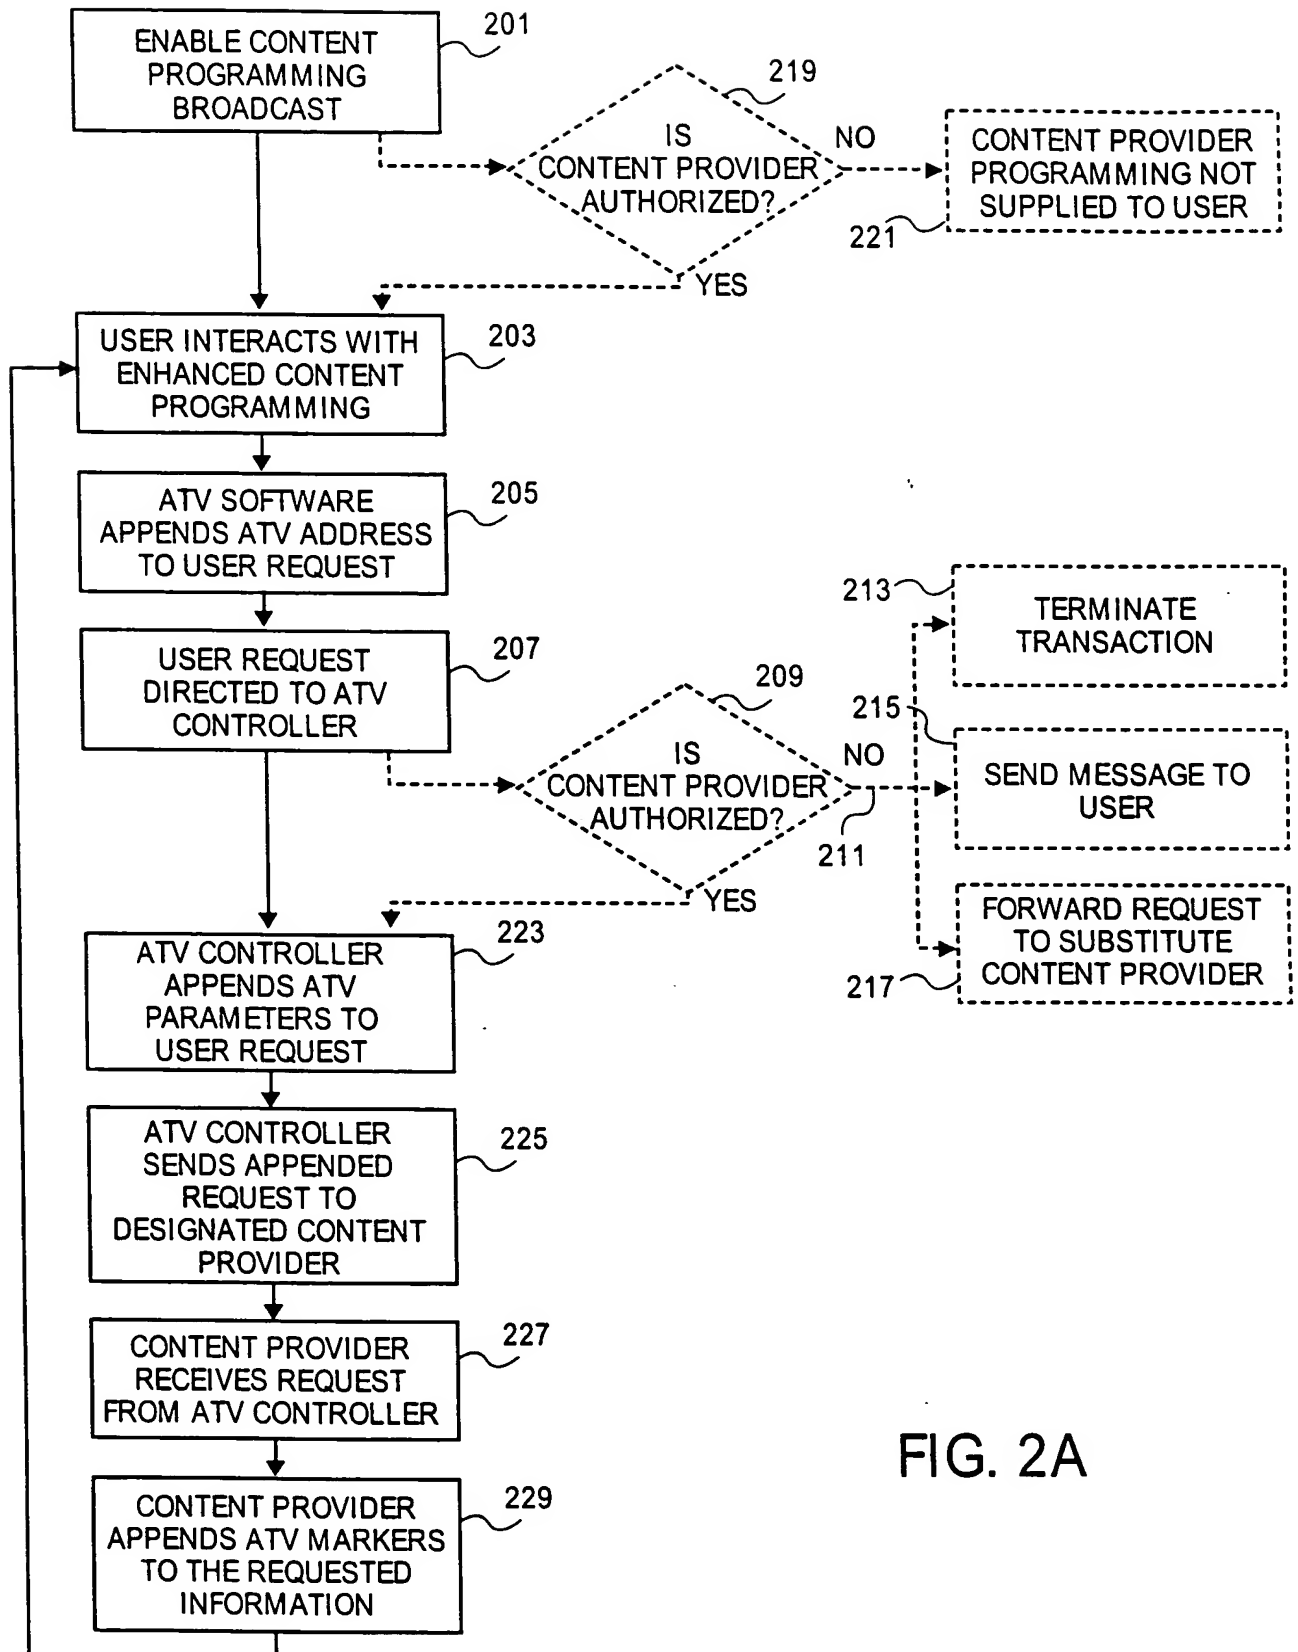 ENABLE CONTENT
PROGRAMMING
BROADCAST
201
IS
CONTENT PROVIDER
AUTHORIZED?
219
NO
YES
CONTENT PROVIDER
PROGRAMMING NOT
SUPPLIED TO USER
221
USER INTERACTS WITH
ENHANCED CONTENT
PROGRAMMING
203
ATV SOFTWARE
APPENDS ATV ADDRESS
TO USER REQUEST
205
USER REQUEST
DIRECTED TO ATV
CONTROLLER
207
IS
CONTENT PROVIDER
AUTHORIZED?
209
NO
211
YES
213
TERMINATE
TRANSACTION
215
SEND MESSAGE TO
USER
FORWARD REQUEST
TO SUBSTITUTE
CONTENT PROVIDER
217
ATV CONTROLLER
APPENDS ATV
PARAMETERS TO
USER REQUEST
223
ATV CONTROLLER
SENDS APPENDED
REQUEST TO
DESIGNATED CONTENT
PROVIDER
225
CONTENT PROVIDER
RECEIVES REQUEST
FROM ATV CONTROLLER
227
CONTENT PROVIDER
APPENDS ATV MARKERS
TO THE REQUESTED
INFORMATION
229
FIG. 2A